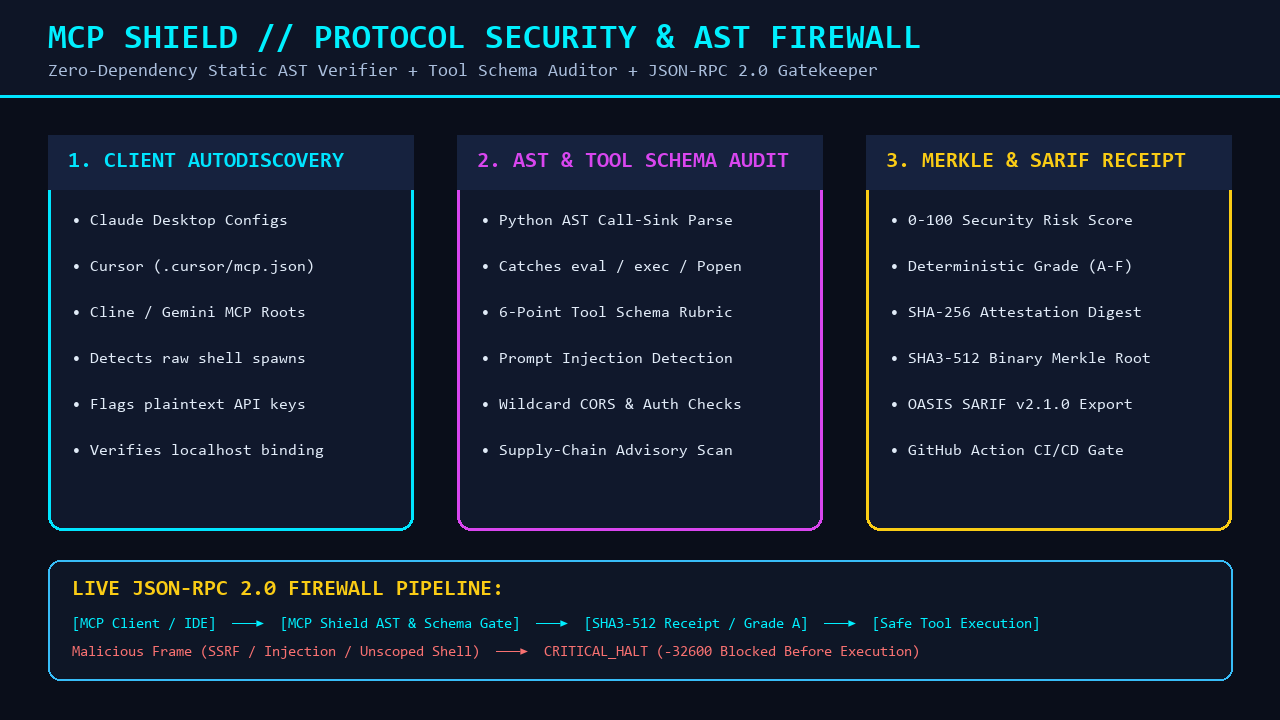 MCP SHIELD // PROTOCOL SECURITY & AST FIREWALL
Zero-Dependency Static AST Verifier + Tool Schema Auditor + JSON-RPC 2.0 Gatekeeper
1. CLIENT AUTODISCOVERY
• Claude Desktop Configs
• Cursor (.cursor/mcp.json)
• Cline / Gemini MCP Roots
• Detects raw shell spawns
• Flags plaintext API keys
• Verifies localhost binding
2. AST & TOOL SCHEMA AUDIT
• Python AST Call-Sink Parse
• Catches eval / exec / Popen
• 6-Point Tool Schema Rubric
• Prompt Injection Detection
• Wildcard CORS & Auth Checks
• Supply-Chain Advisory Scan
3. MERKLE & SARIF RECEIPT
• 0-100 Security Risk Score
• Deterministic Grade (A-F)
• SHA-256 Attestation Digest
• SHA3-512 Binary Merkle Root
• OASIS SARIF v2.1.0 Export
• GitHub Action CI/CD Gate
LIVE JSON-RPC 2.0 FIREWALL PIPELINE:
[MCP Client / IDE] ──► [MCP Shield AST & Schema Gate] ──► [SHA3-512 Receipt / Grade A] ──► [Safe Tool Execution]
Malicious Frame (SSRF / Injection / Unscoped Shell) ──► CRITICAL_HALT (-32600 Blocked Before Execution)